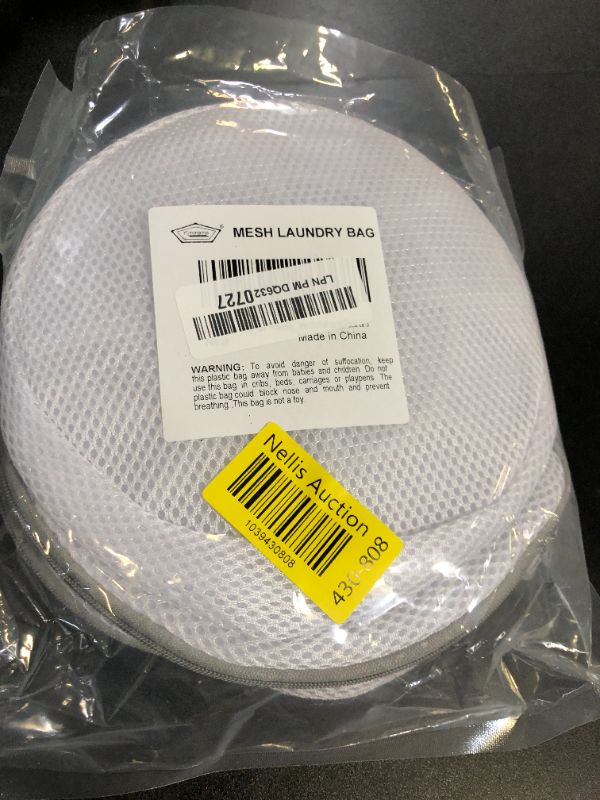 MESH LAUNDRY BAG
LPN PM DQ6320727
Made in China
WARNING: To avoid danger of suffocation, keep
this plastic bag away from babies and children. Do not
use this bag in cribs, beds, carriages or playpens. The
plastic bag could block nose and mouth and prevent
breathing. This bag is not a toy.
Nellis Auction
1039430808
430-808